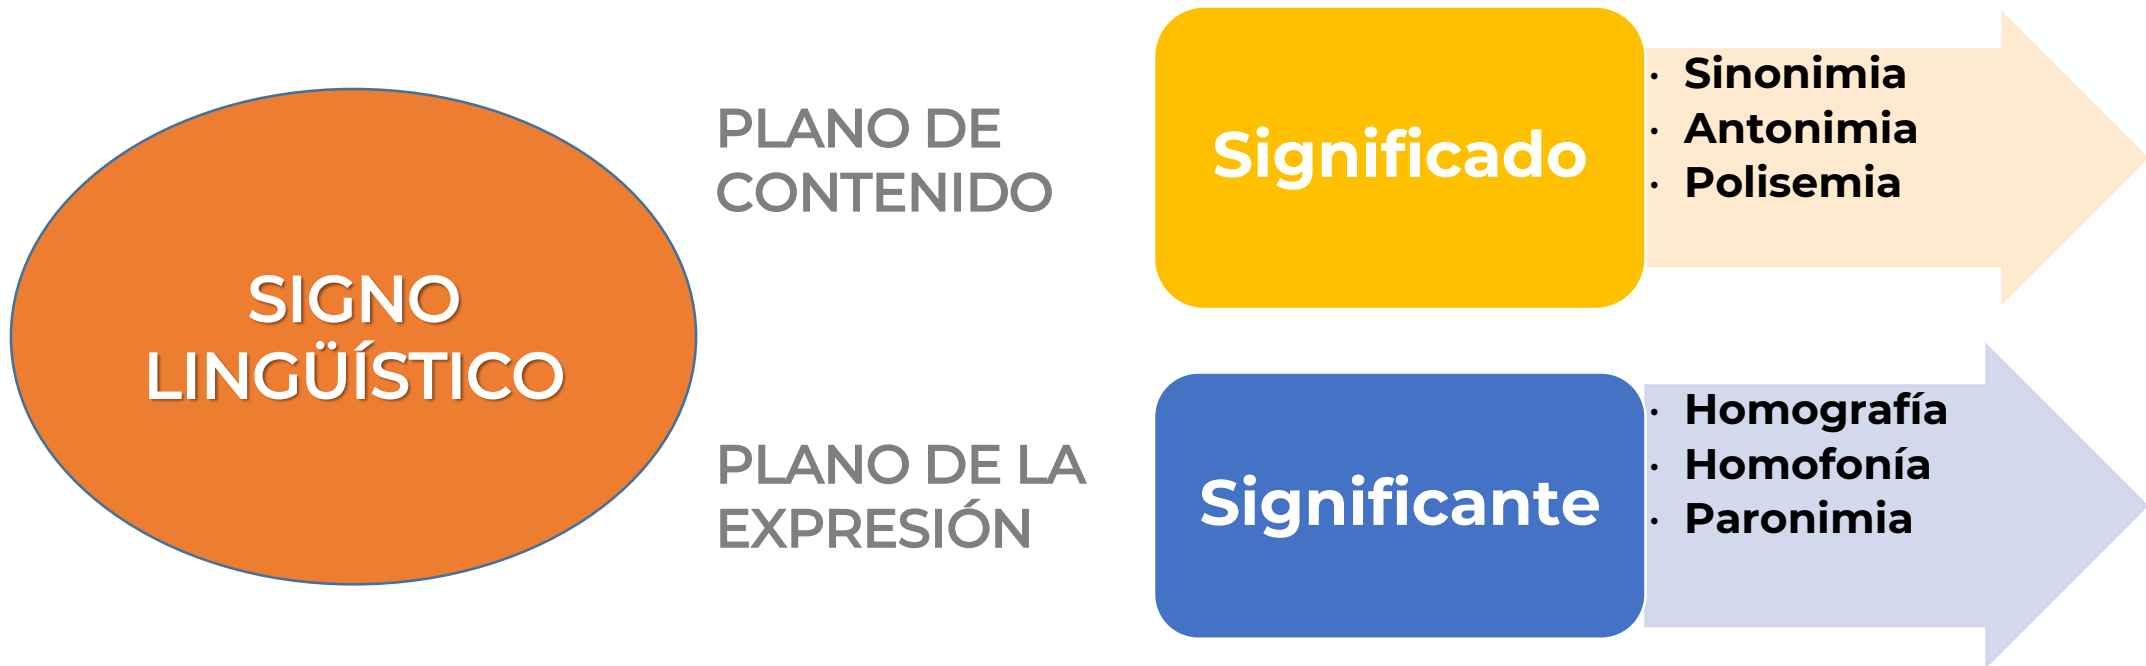 SIGNO
LINGÜÍSTICO
PLANO DE
CONTENIDO
Significado
· Sinonimia
· Antonimia
· Polisemia
PLANO DE LA
EXPRESIÓN
Significante
· Homografía
· Homofonía
· Paronimia